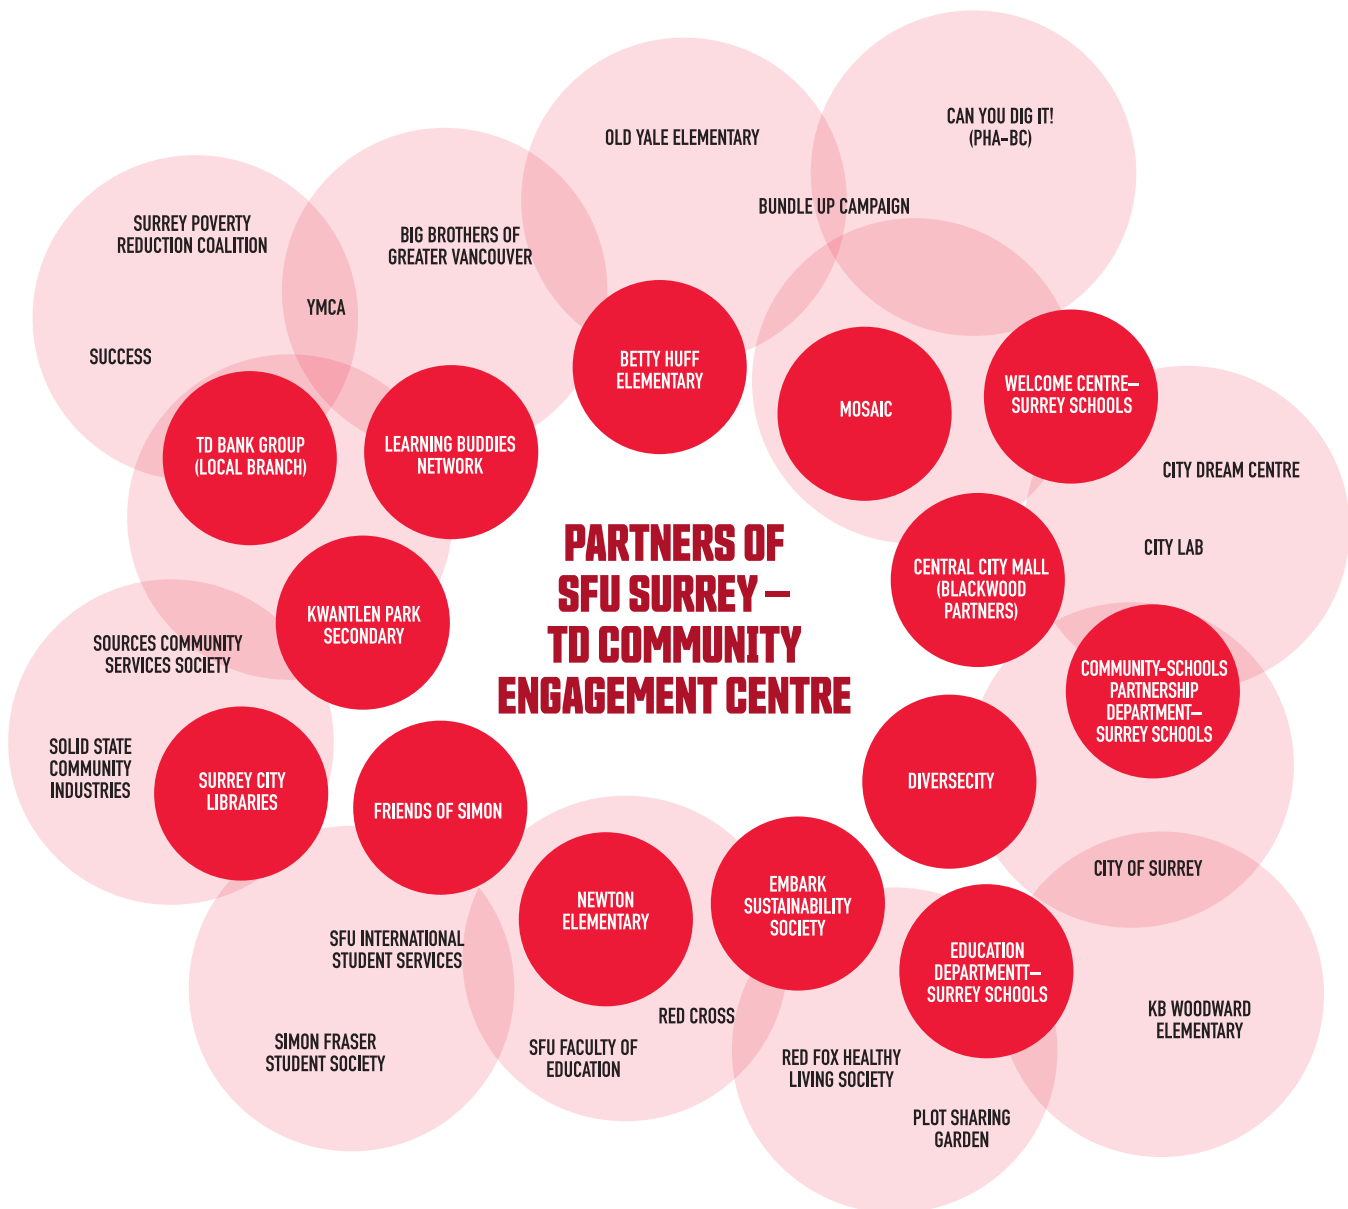 CAN YOU DIG IT!
(PHA-BC)
OLD YALE ELEMENTARY
BUNDLE UP CAMPAIGN
SURREY POVERTY
REDUCTION COALITION
BIG BROTHERS OF
GREATER VANCOUVER
YMCA
SUCCESS
BETTY HUFF
ELEMENTARY
MOSAIC
WELCOME CENTRE–
SURREY SCHOOLS
TD BANK GROUP
(LOCAL BRANCH)
LEARNING BUDDIES
NETWORK
CITY DREAM CENTRE
CITY LAB
PARTNERS OF
SFU SURREY –
TD COMMUNITY
ENGAGEMENT CENTRE
CENTRAL CITY MALL
(BLACKWOOD
PARTNERS)
KWANTLEN PARK
SECONDARY
SOURCES COMMUNITY
SERVICES SOCIETY
COMMUNITY-SCHOOLS
PARTNERSHIP
DEPARTMENT–
SURREY SCHOOLS
SOLID STATE
COMMUNITY
INDUSTRIES
SURREY CITY
LIBRARIES
FRIENDS OF SIMON
DIVERSECITY
CITY OF SURREY
NEWTON
ELEMENTARY
EMBARK
SUSTAINABILITY
SOCIETY
SFU INTERNATIONAL
STUDENT SERVICES
EDUCATION
DEPARTMENTT–
SURREY SCHOOLS
RED CROSS
KB WOODWARD
ELEMENTARY
SIMON FRASER
STUDENT SOCIETY
SFU FACULTY OF
EDUCATION
RED FOX HEALTHY
LIVING SOCIETY
PLOT SHARING
GARDEN